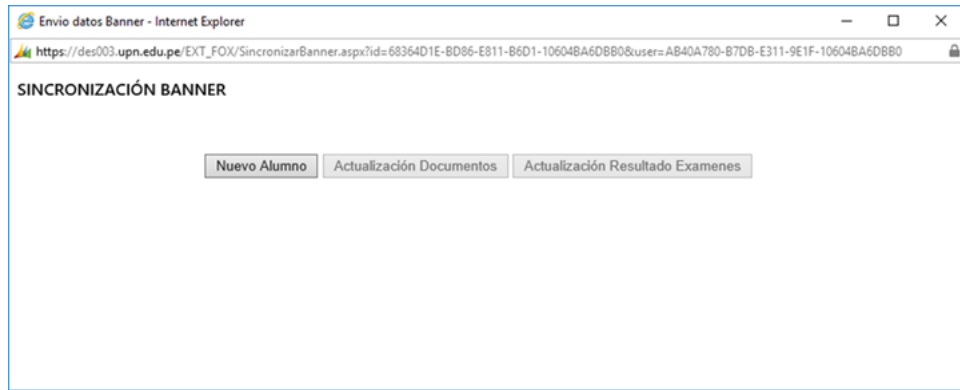 Envio datos Banner - Internet Explorer
https://des003.upn.edu.pe/EXT_FOX/SincronizarBanner.aspx?id=68364D1E-BD86-E811-B6D1-10604BA6DBB0&user=AB40A780-B7DB-E311-9E1F-10604BA6DBB0
SINCRONIZACIÓN BANNER
Nuevo Alumno Actualización Documentos Actualización Resultado Examenes